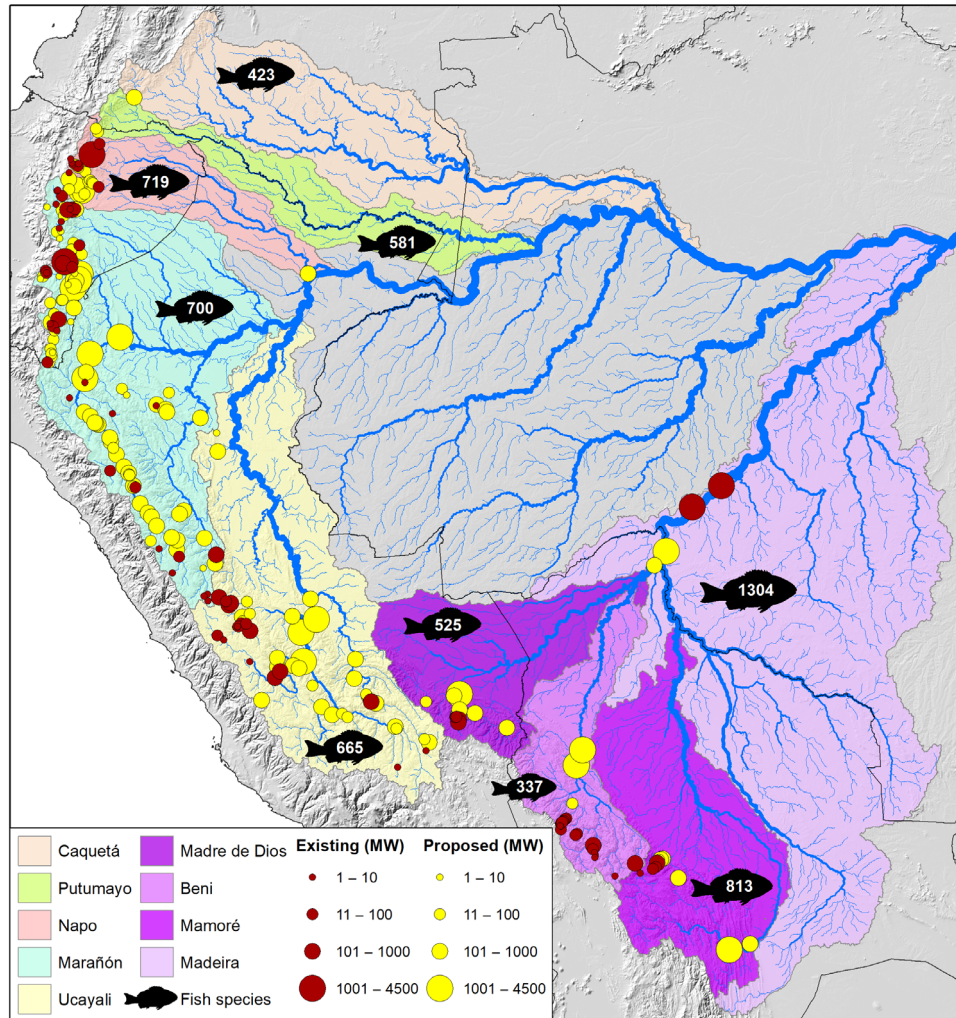 423
719
581
700
1304
525
665
337
813
Caquetá
Putumayo
Napo
Marañón
Ucayali
Madre de Dios
Beni
Mamoré
Madeira
Fish species
Existing (MW) Proposed (MW)
1 – 10 1 – 10
11 – 100 11 – 100
101 – 1000 101 – 1000
1001 – 4500 1001 – 4500